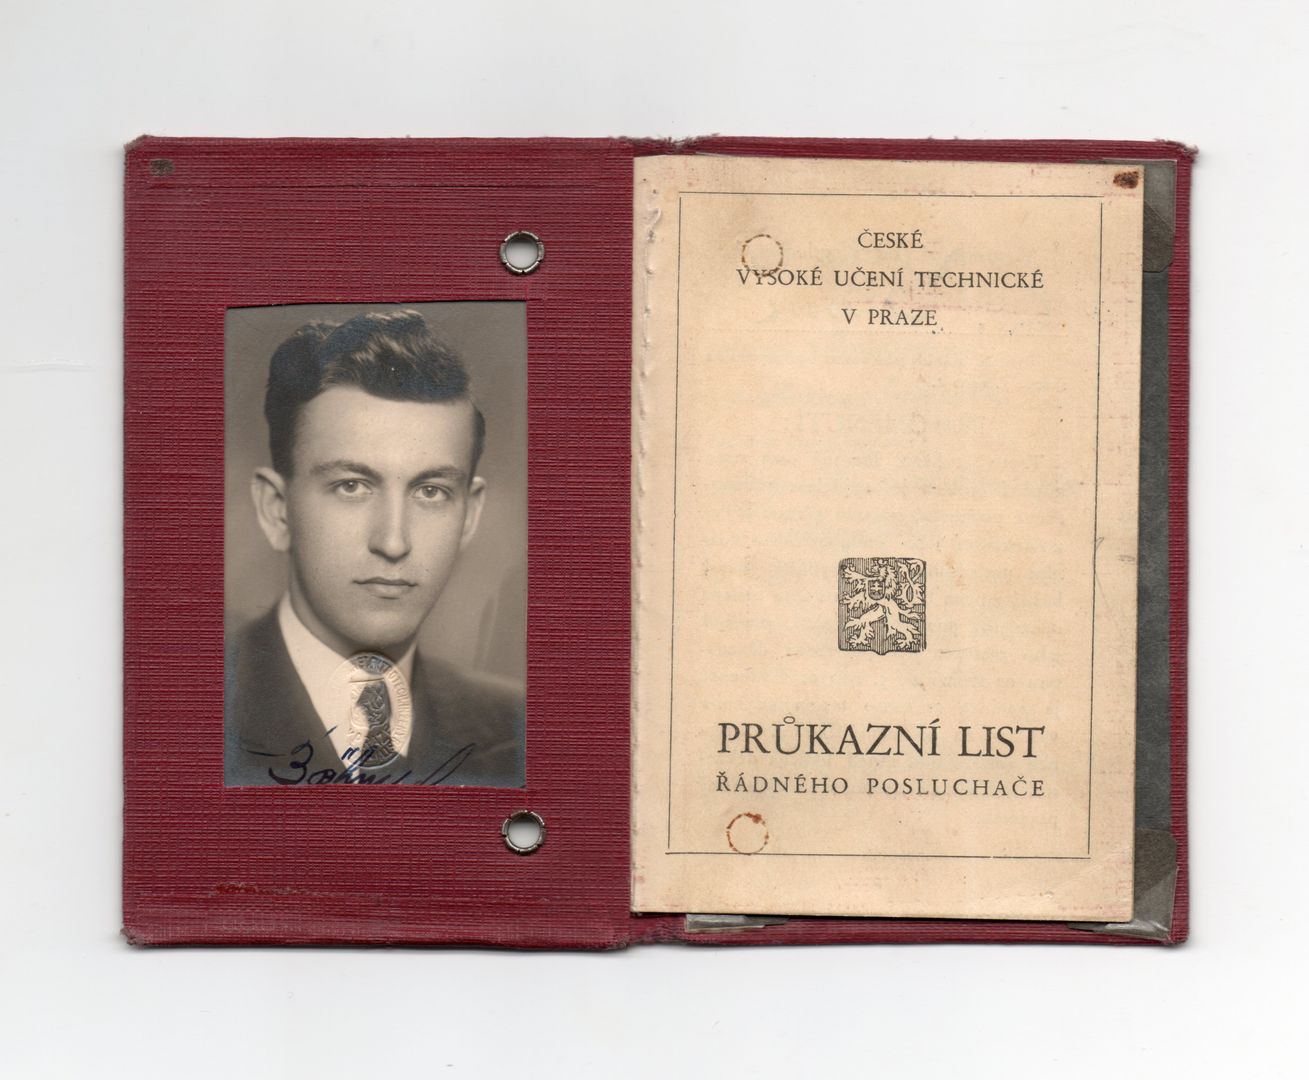 ČESKÉ
VYSOKÉ UČENÍ TECHNICKÉ
V PRAZE
PRŮKAZNÍ LIST
ŘÁDNÉHO POSLUCHAČE